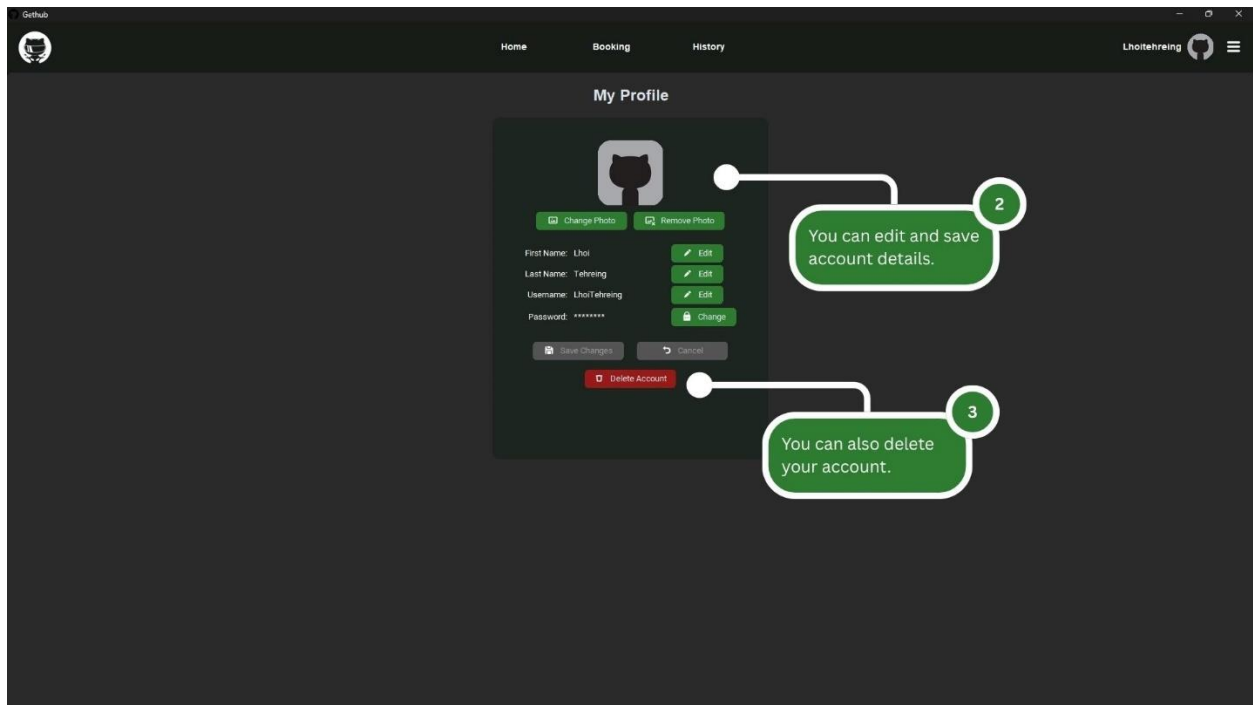 Gethub
Home Booking History Lhoitehreing
My Profile
Change Photo Remove Photo
First Name: Lhoi Edit
Last Name: Tehreing Edit
Username: LhoiTehreing Edit
Password: ******** Change
Save Changes Cancel
Delete Account
2
You can edit and save
account details.
3
You can also delete
your account.